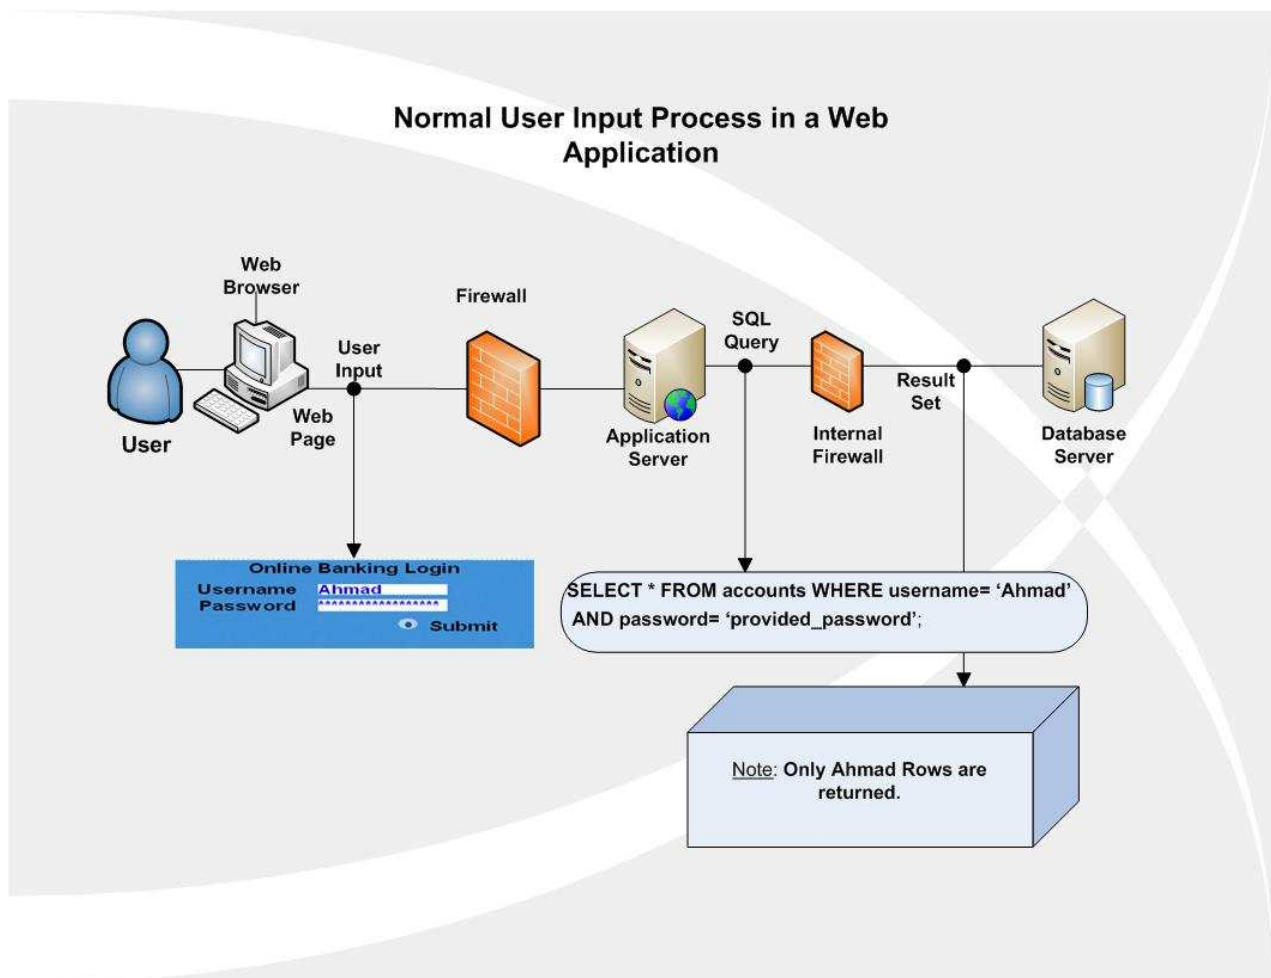 Normal User Input Process in a Web
Application
Web
Browser
Firewall
User
Input
SQL
Query
Result
Set
Web
Page
User
Application
Server
Internal
Firewall
Database
Server
Online Banking Login
Username Ahmad
Password ******************
Submit
SELECT * FROM accounts WHERE username= ‘Ahmad’
AND password= ‘provided_password’;
Note: Only Ahmad Rows are
returned.